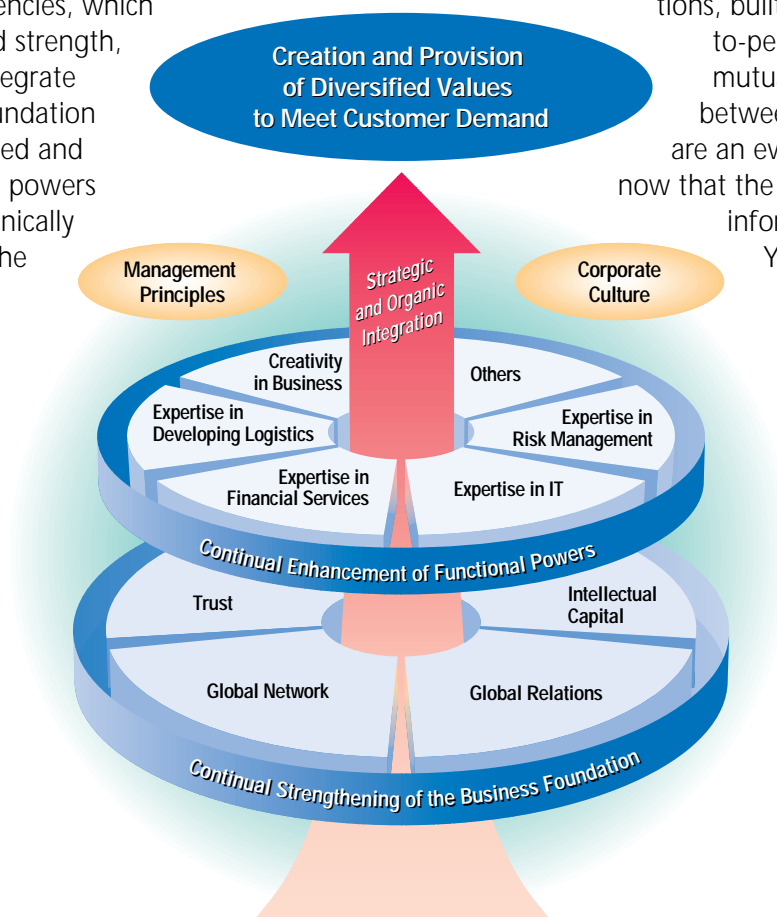 encies, which
strength,
egrate
undation
ed and
powers
nically
he
tions, built
to-pe
mutu
betwee
are an ev
now that the
infor
Y
Creation and Provision
of Diversified Values
to Meet Customer Demand
Management
Principles
Strategic
and Organic
Integration
Corporate
Culture
Creativity
in Business
Others
Expertise in
Developing Logistics
Expertise in
Risk Management
Expertise in
Financial Services
Expertise in IT
Continual Enhancement of Functional Powers
Trust
Intellectual
Capital
Global Network
Global Relations
Continual Strengthening of the Business Foundation